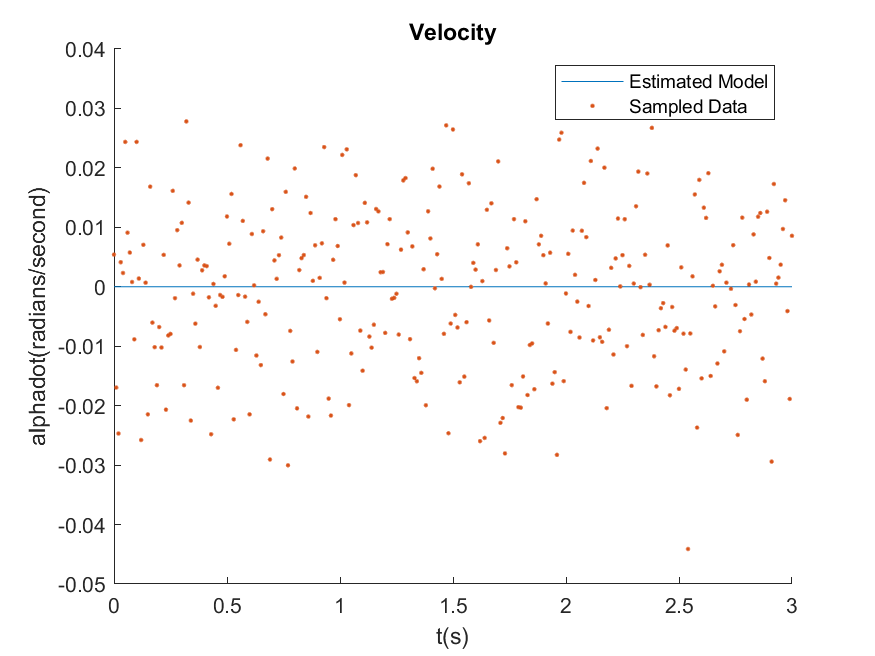 Velocity
0.04
0.03
0.02
0.01
0
-0.01
-0.02
-0.03
-0.04
-0.05
alphadot(radians/second)
Estimated Model
Sampled Data
0 0.5 1 1.5 2 2.5 3
t(s)